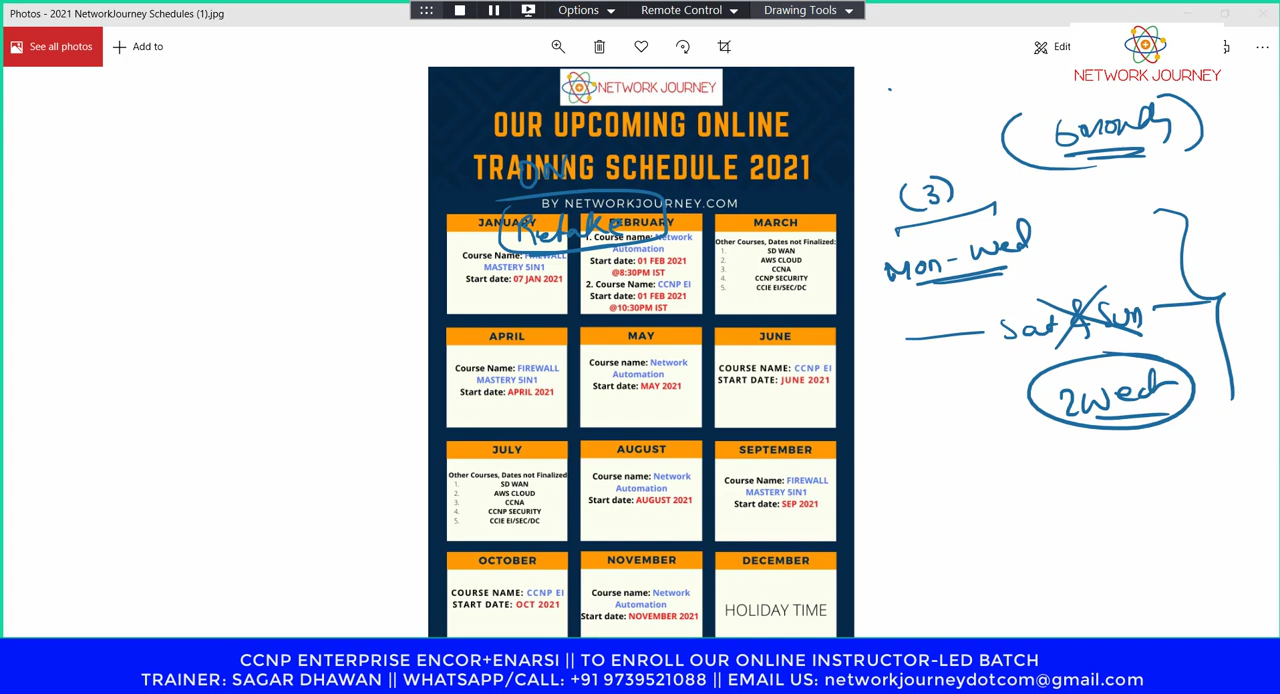 Photos - 2021 NetworkJourney Schedules (1).jpg
Options
Remote Control
Drawing Tools
See all photos
Add to
Edit
NETWORK JOURNEY
NETWORK JOURNEY
OUR UPCOMING ONLINE
TRAINING SCHEDULE 2021
BY NETWORKJOURNEY.COM
ON
Retake
JANUARY
Course Name: FIREWALL
MASTERY 5IN1
Start date: 07 JAN 2021
FEBRUARY
1. Course name: Network
Automation
Start date: 01 FEB 2021
@8:30PM IST
2. Course Name: CCNP EI
Start date: 01 FEB 2021
@10:30PM IST
MARCH
Other Courses, Dates not Finalized:
1. SD WAN
2. AWS CLOUD
3. CCNA
4. CCNP SECURITY
5. CCIE EI/SEC/DC
APRIL
Course Name: FIREWALL
MASTERY 5IN1
Start date: APRIL 2021
MAY
Course name: Network
Automation
Start date: MAY 2021
JUNE
COURSE NAME: CCNP EI
START DATE: JUNE 2021
JULY
Other Courses, Dates not Finalized
1. SD WAN
2. AWS CLOUD
3. CCNA
4. CCNP SECURITY
5. CCIE EI/SEC/DC
AUGUST
Course name: Network
Automation
Start date: AUGUST 2021
SEPTEMBER
Course Name: FIREWALL
MASTERY 5IN1
Start date: SEP 2021
OCTOBER
COURSE NAME: CCNP EI
START DATE: OCT 2021
NOVEMBER
Course name: Network
Automation
Start date: NOVEMBER 2021
DECEMBER
HOLIDAY TIME
(3)
Mon-Wed
Sat & Sun
2
CCNP ENTERPRISE ENCOR+ENARSI || TO ENROLL OUR ONLINE INSTRUCTOR-LED BATCH
TRAINER: SAGAR DHAWAN || WHATSAPP/CALL: +91 9739521088 || EMAIL US: networkjourneydotcom@gmail.com